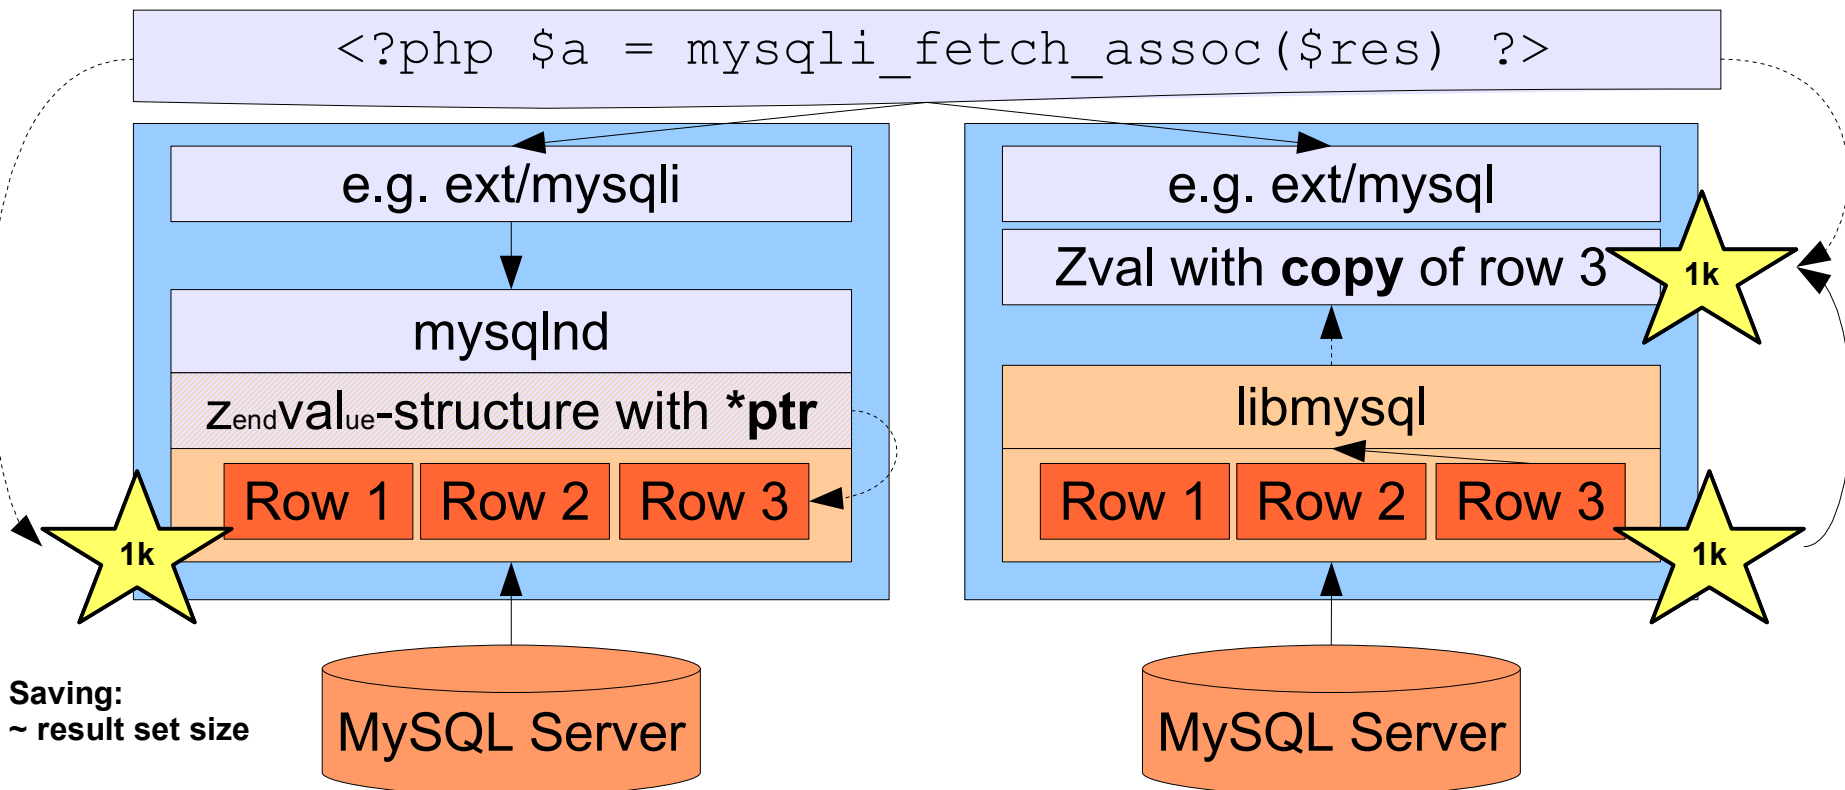 <?php $a = mysqli_fetch_assoc($res) ?>
e.g. ext/mysqli
mysqlnd
zendvalue-structure with *ptr
Row 1 Row 2 Row 3
1k
MySQL Server
Saving:
~ result set size
e.g. ext/mysql
Zval with copy of row 3
1k
libmysql
Row 1 Row 2 Row 3
1k
MySQL Server